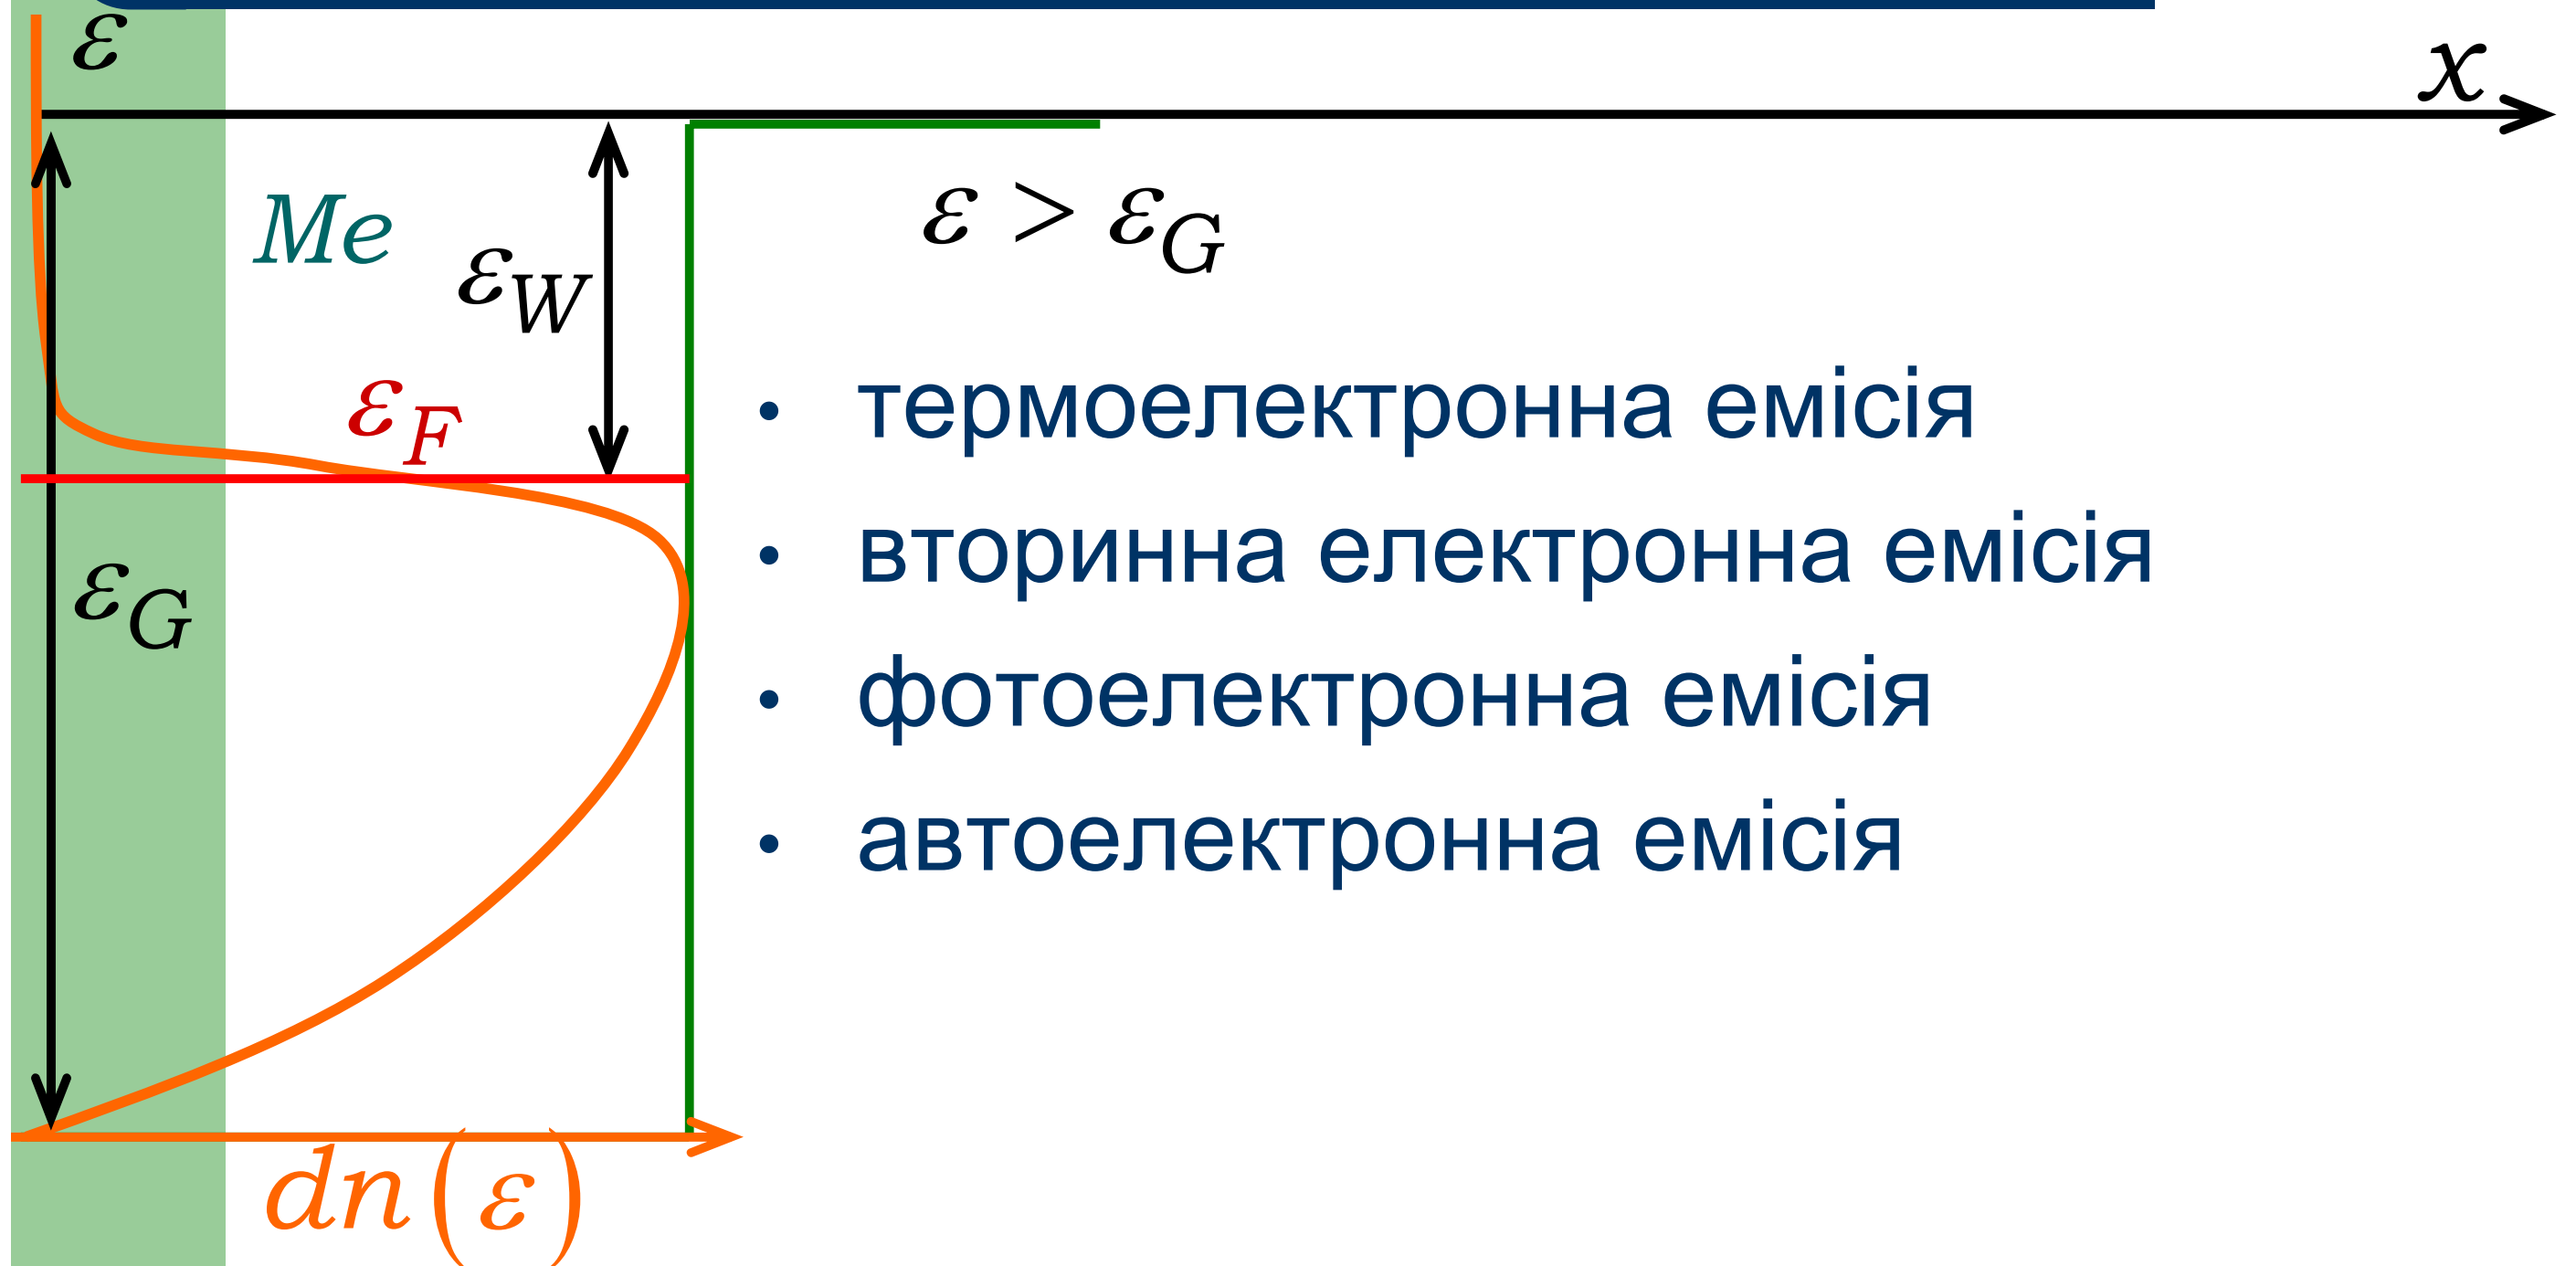 ε
x
Me
ε_W
ε > ε_G
ε_F
• термоелектронна емісія
• вторинна електронна емісія
ε_G
• фотоелектронна емісія
• автоелектронна емісія
dn(ε)